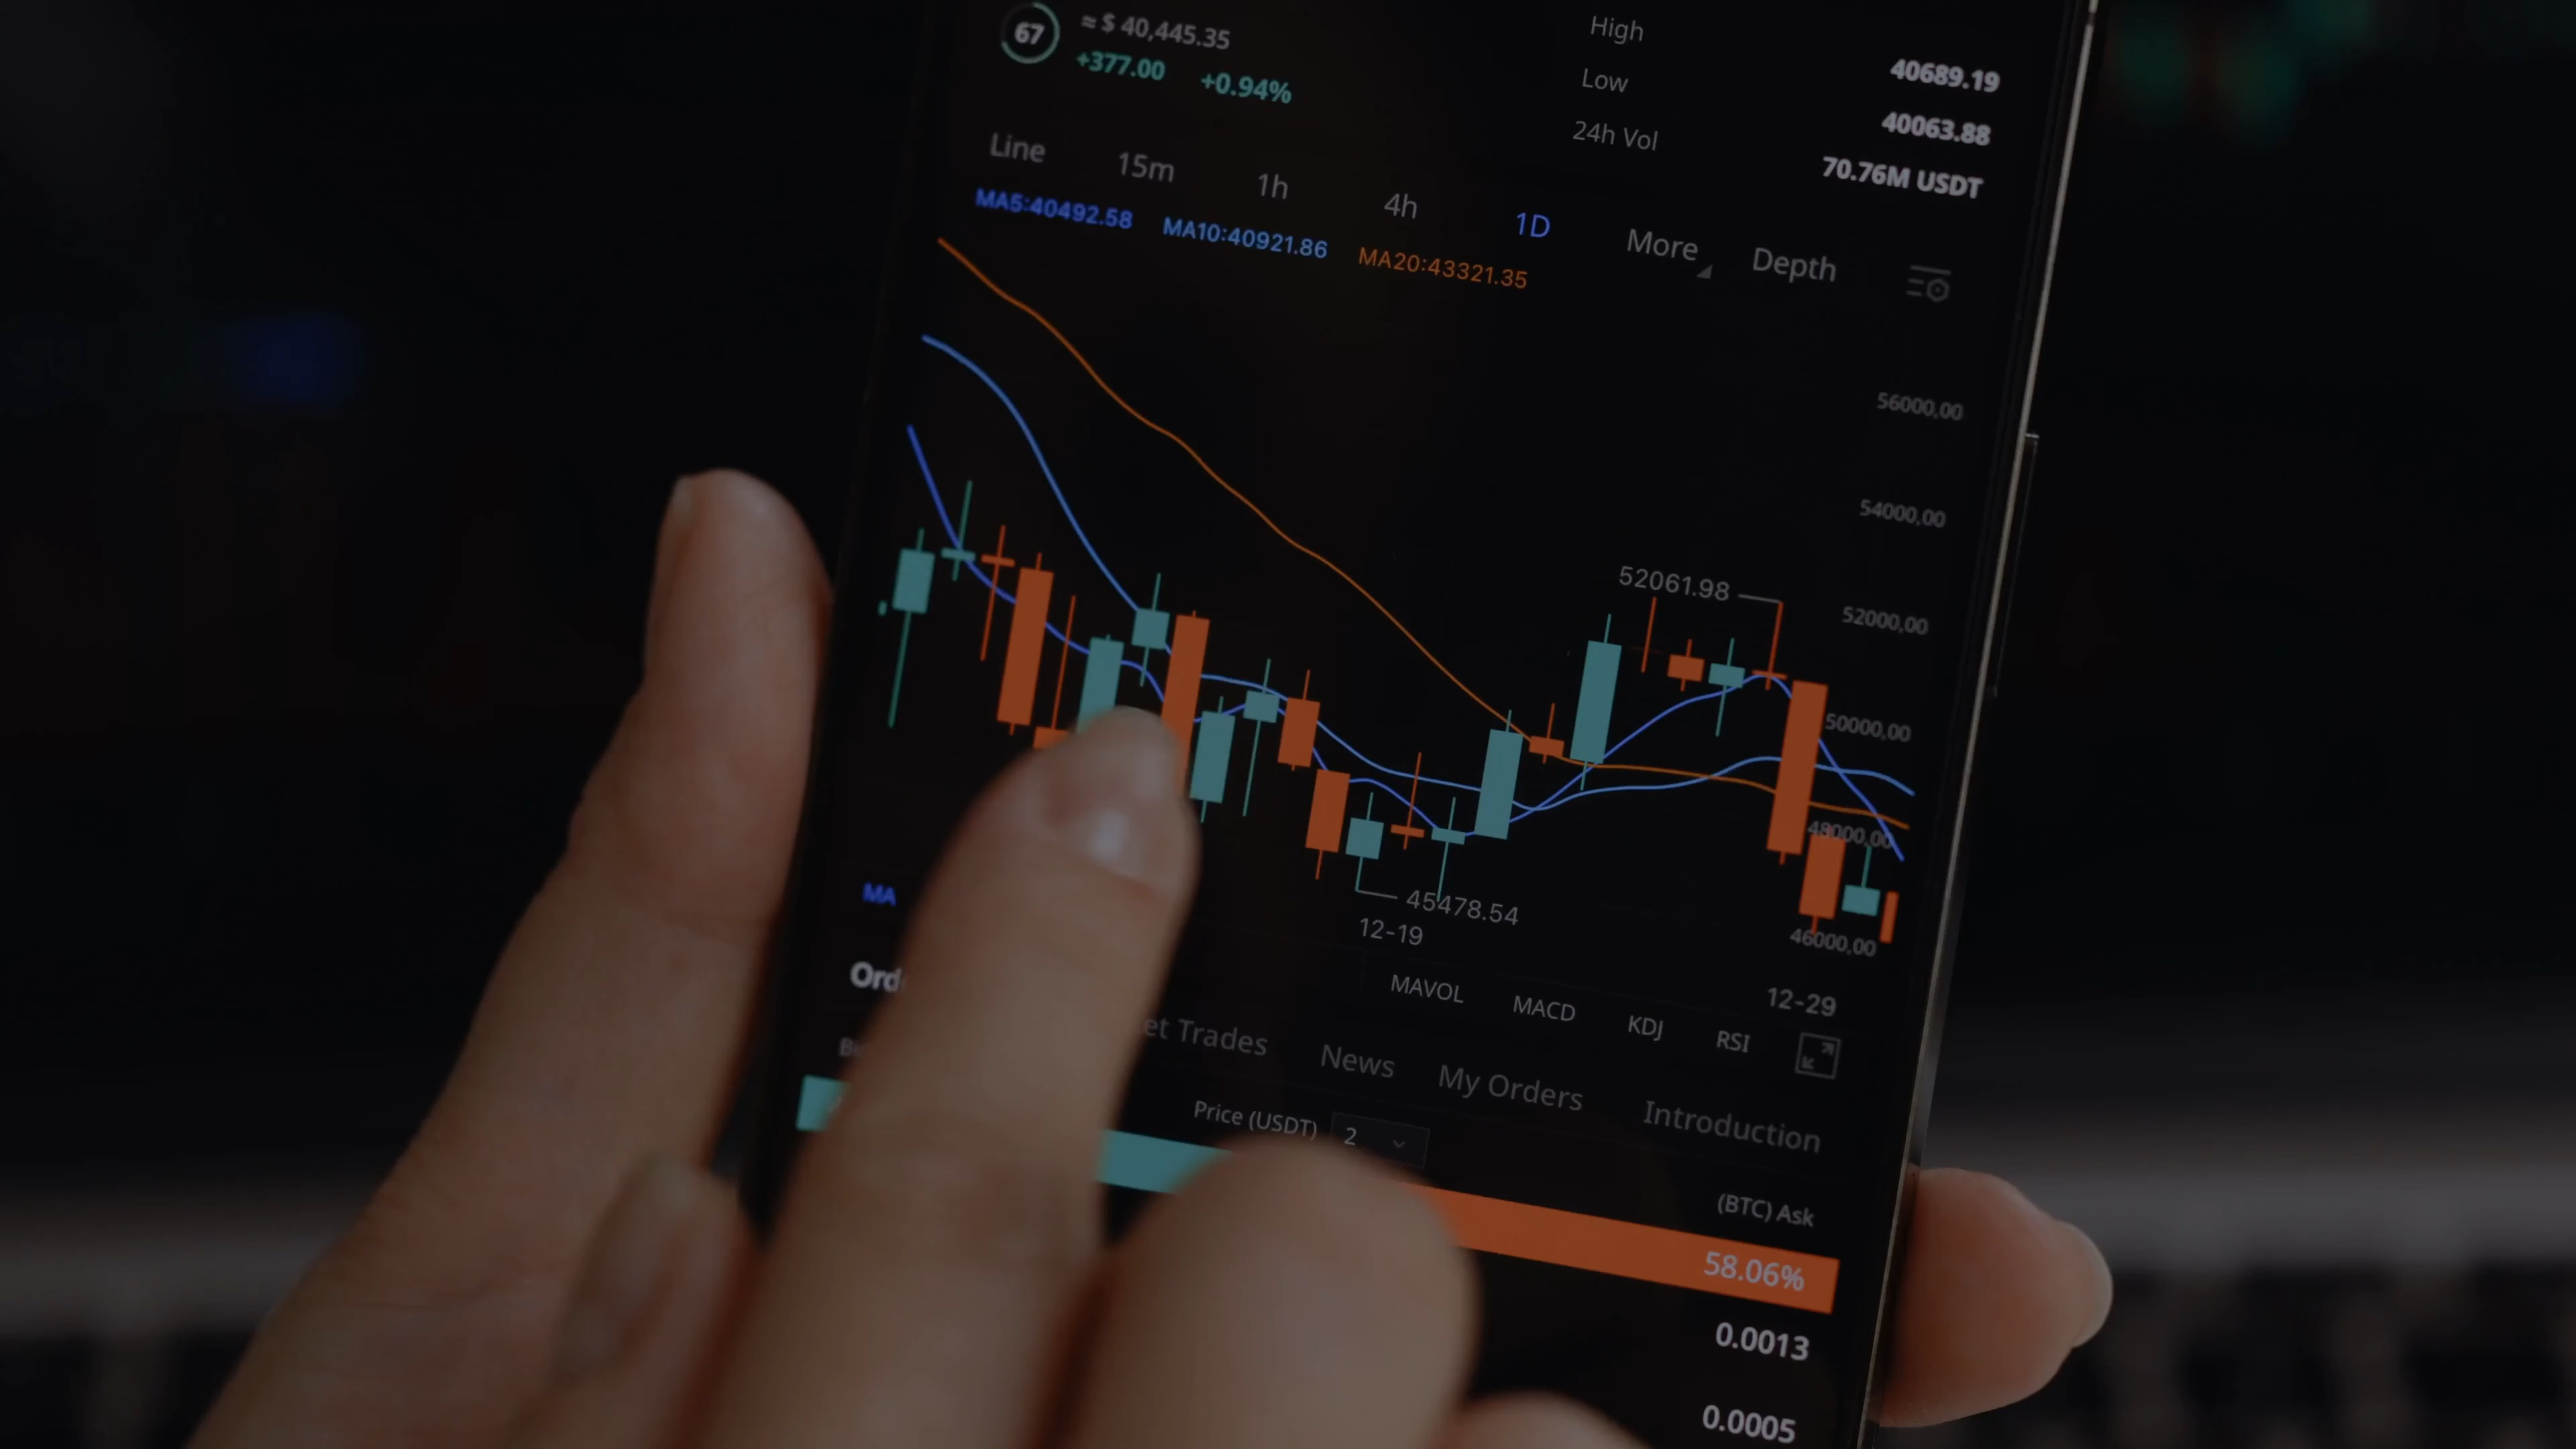 67
≈ $ 40,445.35
+377.00 +0.94%
High 40689.19
Low 40063.88
24h Vol 70.76M USDT
Line 15m 1h 4h 1D More Depth
MA5:40492.58 MA10:40921.86 MA20:43321.35
56000,00
54000,00
52061.98
52000,00
50000,00
48000,00
45478.54
46000,00
12-19
12-29
MA MAVOL MACD KDJ RSI
Ord et Trades News My Orders Introduction
Price (USDT) 2
(BTC) Ask
58.06%
0.0013
0.0005